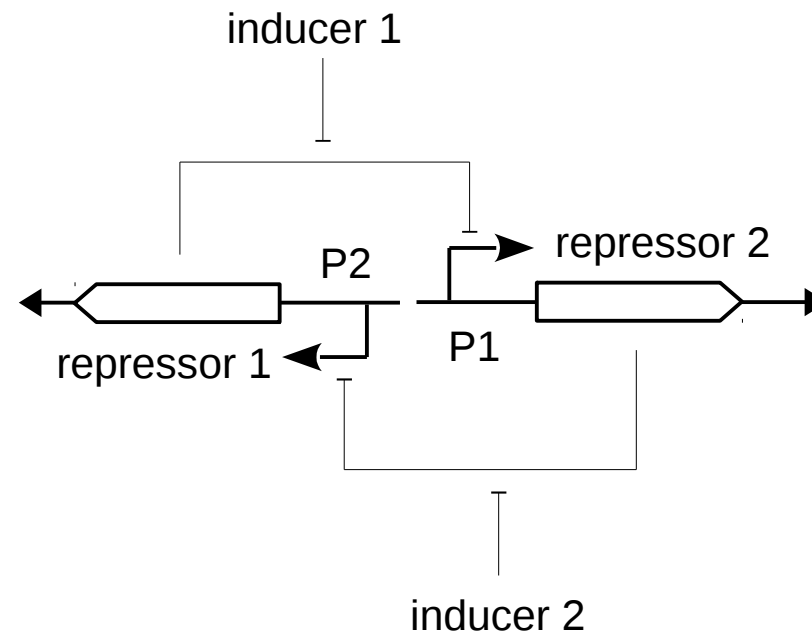 inducer 1
repressor 2
P2
P1
repressor 1
inducer 2